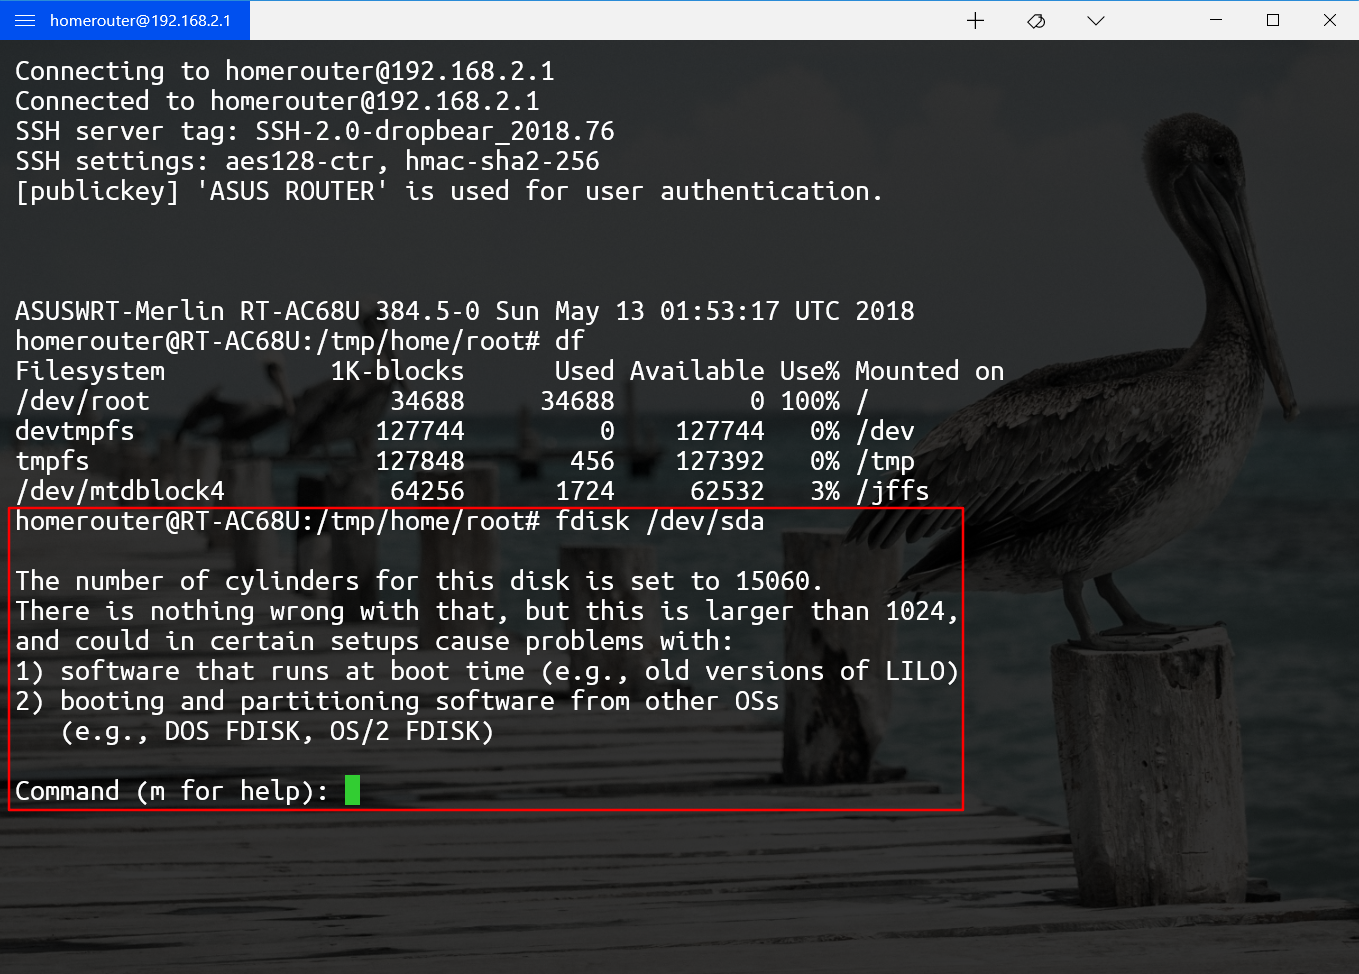 homerouter@192.168.2.1
Connecting to homerouter@192.168.2.1
Connected to homerouter@192.168.2.1
SSH server tag: SSH-2.0-dropbear_2018.76
SSH settings: aes128-ctr, hmac-sha2-256
[publickey] 'ASUS ROUTER' is used for user authentication.
ASUSWRT-Merlin RT-AC68U 384.5-0 Sun May 13 01:53:17 UTC 2018
homerouter@RT-AC68U:/tmp/home/root# df
Filesystem           1K-blocks      Used Available Use% Mounted on
/dev/root                34688     34688         0 100% /
devtmpfs                127744         0    127744   0% /dev
tmpfs                   127848       456    127392   0% /tmp
/dev/mtdblock4           64256      1724     62532   3% /jffs
homerouter@RT-AC68U:/tmp/home/root# fdisk /dev/sda
The number of cylinders for this disk is set to 15060.
There is nothing wrong with that, but this is larger than 1024,
and could in certain setups cause problems with:
1) software that runs at boot time (e.g., old versions of LILO)
2) booting and partitioning software from other OSs
   (e.g., DOS FDISK, OS/2 FDISK)
Command (m for help):